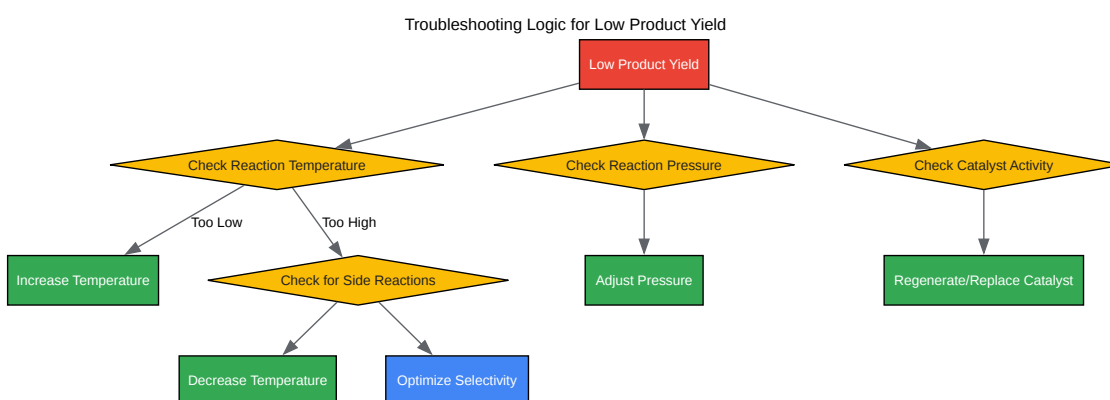 Troubleshooting Logic for Low Product Yield
Low Product Yield
Check Reaction Temperature
Check Reaction Pressure
Check Catalyst Activity
Too Low
Too High
Increase Temperature
Check for Side Reactions
Adjust Pressure
Regenerate/Replace Catalyst
Decrease Temperature
Optimize Selectivity